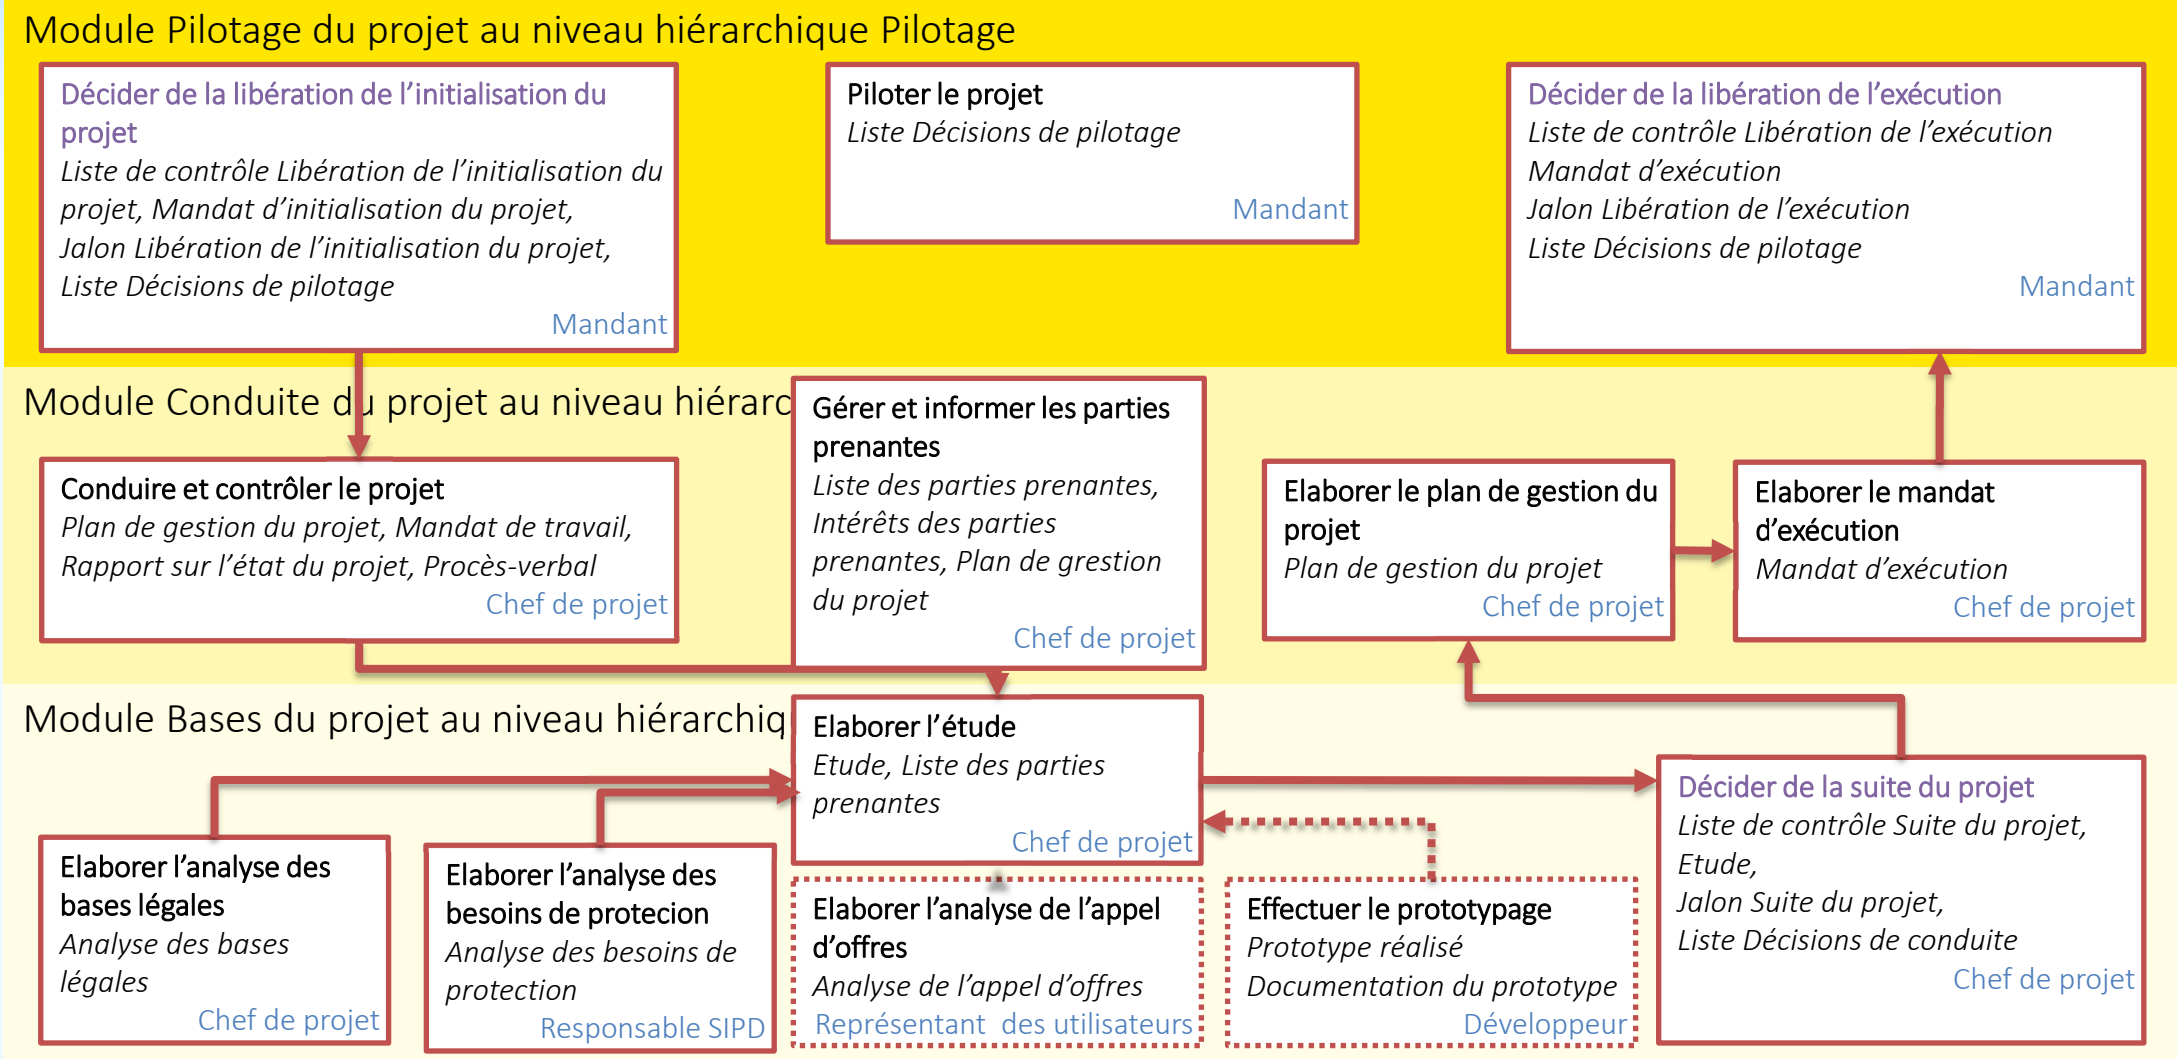 Module Pilotage du projet au niveau hiérarchique Pilotage
Décider de la libération de l’initialisation du
projet
Liste de contrôle Libération de l’initialisation du
projet, Mandat d’initialisation du projet,
Jalon Libération de l’initialisation du projet,
Liste Décisions de pilotage
Mandant
Piloter le projet
Liste Décisions de pilotage
Mandant
Décider de la libération de l’exécution
Liste de contrôle Libération de l’exécution
Mandat d’exécution
Jalon Libération de l’exécution
Liste Décisions de pilotage
Mandant
Module Conduite du projet au niveau hiérarc
Conduire et contrôler le projet
Plan de gestion du projet, Mandat de travail,
Rapport sur l’état du projet, Procès-verbal
Chef de projet
Gérer et informer les parties
prenantes
Liste des parties prenantes,
Intérêts des parties
prenantes, Plan de grestion
du projet
Chef de projet
Elaborer le plan de gestion du
projet
Plan de gestion du projet
Chef de projet
Elaborer le mandat
d’exécution
Mandat d’exécution
Chef de projet
Module Bases du projet au niveau hiérarchiq
Elaborer l’étude
Etude, Liste des parties
prenantes
Chef de projet
Elaborer l’analyse des
bases légales
Analyse des bases
légales
Chef de projet
Elaborer l’analyse des
besoins de protecion
Analyse des besoins de
protection
Responsable SIPD
Elaborer l’analyse de l’appel
d’offres
Analyse de l’appel d’offres
Représentant des utilisateurs
Effectuer le prototypage
Prototype réalisé
Documentation du prototype
Développeur
Décider de la suite du projet
Liste de contrôle Suite du projet,
Etude,
Jalon Suite du projet,
Liste Décisions de conduite
Chef de projet